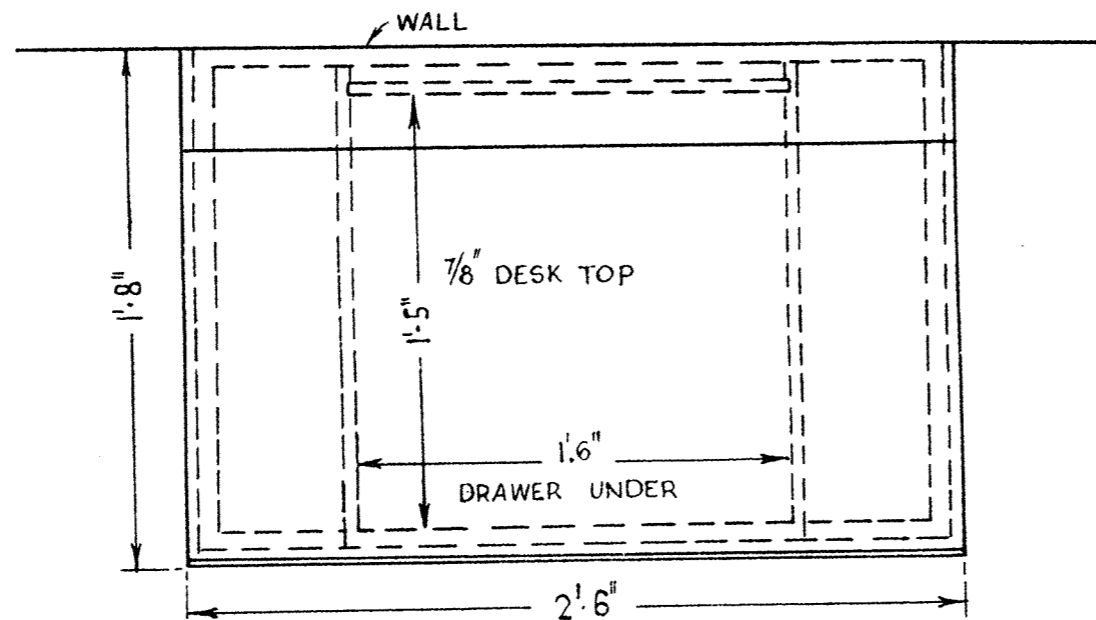 WALL
1'·8"
7/8" DESK TOP
1'·5"
1'.6"
DRAWER UNDER
2'·6"